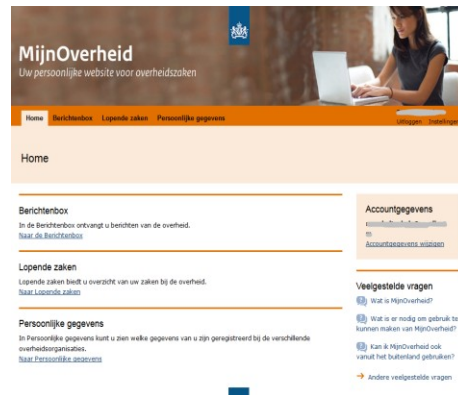 MijnOverheid
Uw persoonlijke website voor overheidszaken
Home Berichtenbox Lopende zaken Persoonlijke gegevens
Uitloggen Instellingen
Home
Berichtenbox
In de Berichtenbox ontvangt u berichten van de overheid.
Naar de Berichtenbox
Lopende zaken
Lopende zaken biedt u overzicht van uw zaken bij de overheid.
Naar Lopende zaken
Persoonlijke gegevens
In Persoonlijke gegevens kunt u zien welke gegevens van u zijn geregistreerd bij de verschillende
overheidsorganisaties.
Naar Persoonlijke gegevens
Accountgegevens
m
Accountgegevens wijzigen
Veelgestelde vragen
Wat is MijnOverheid?
Wat is er nodig om gebruik te
kunnen maken van MijnOverheid?
Kan ik MijnOverheid ook
vanuit het buitenland gebruiken?
Andere veelgestelde vragen